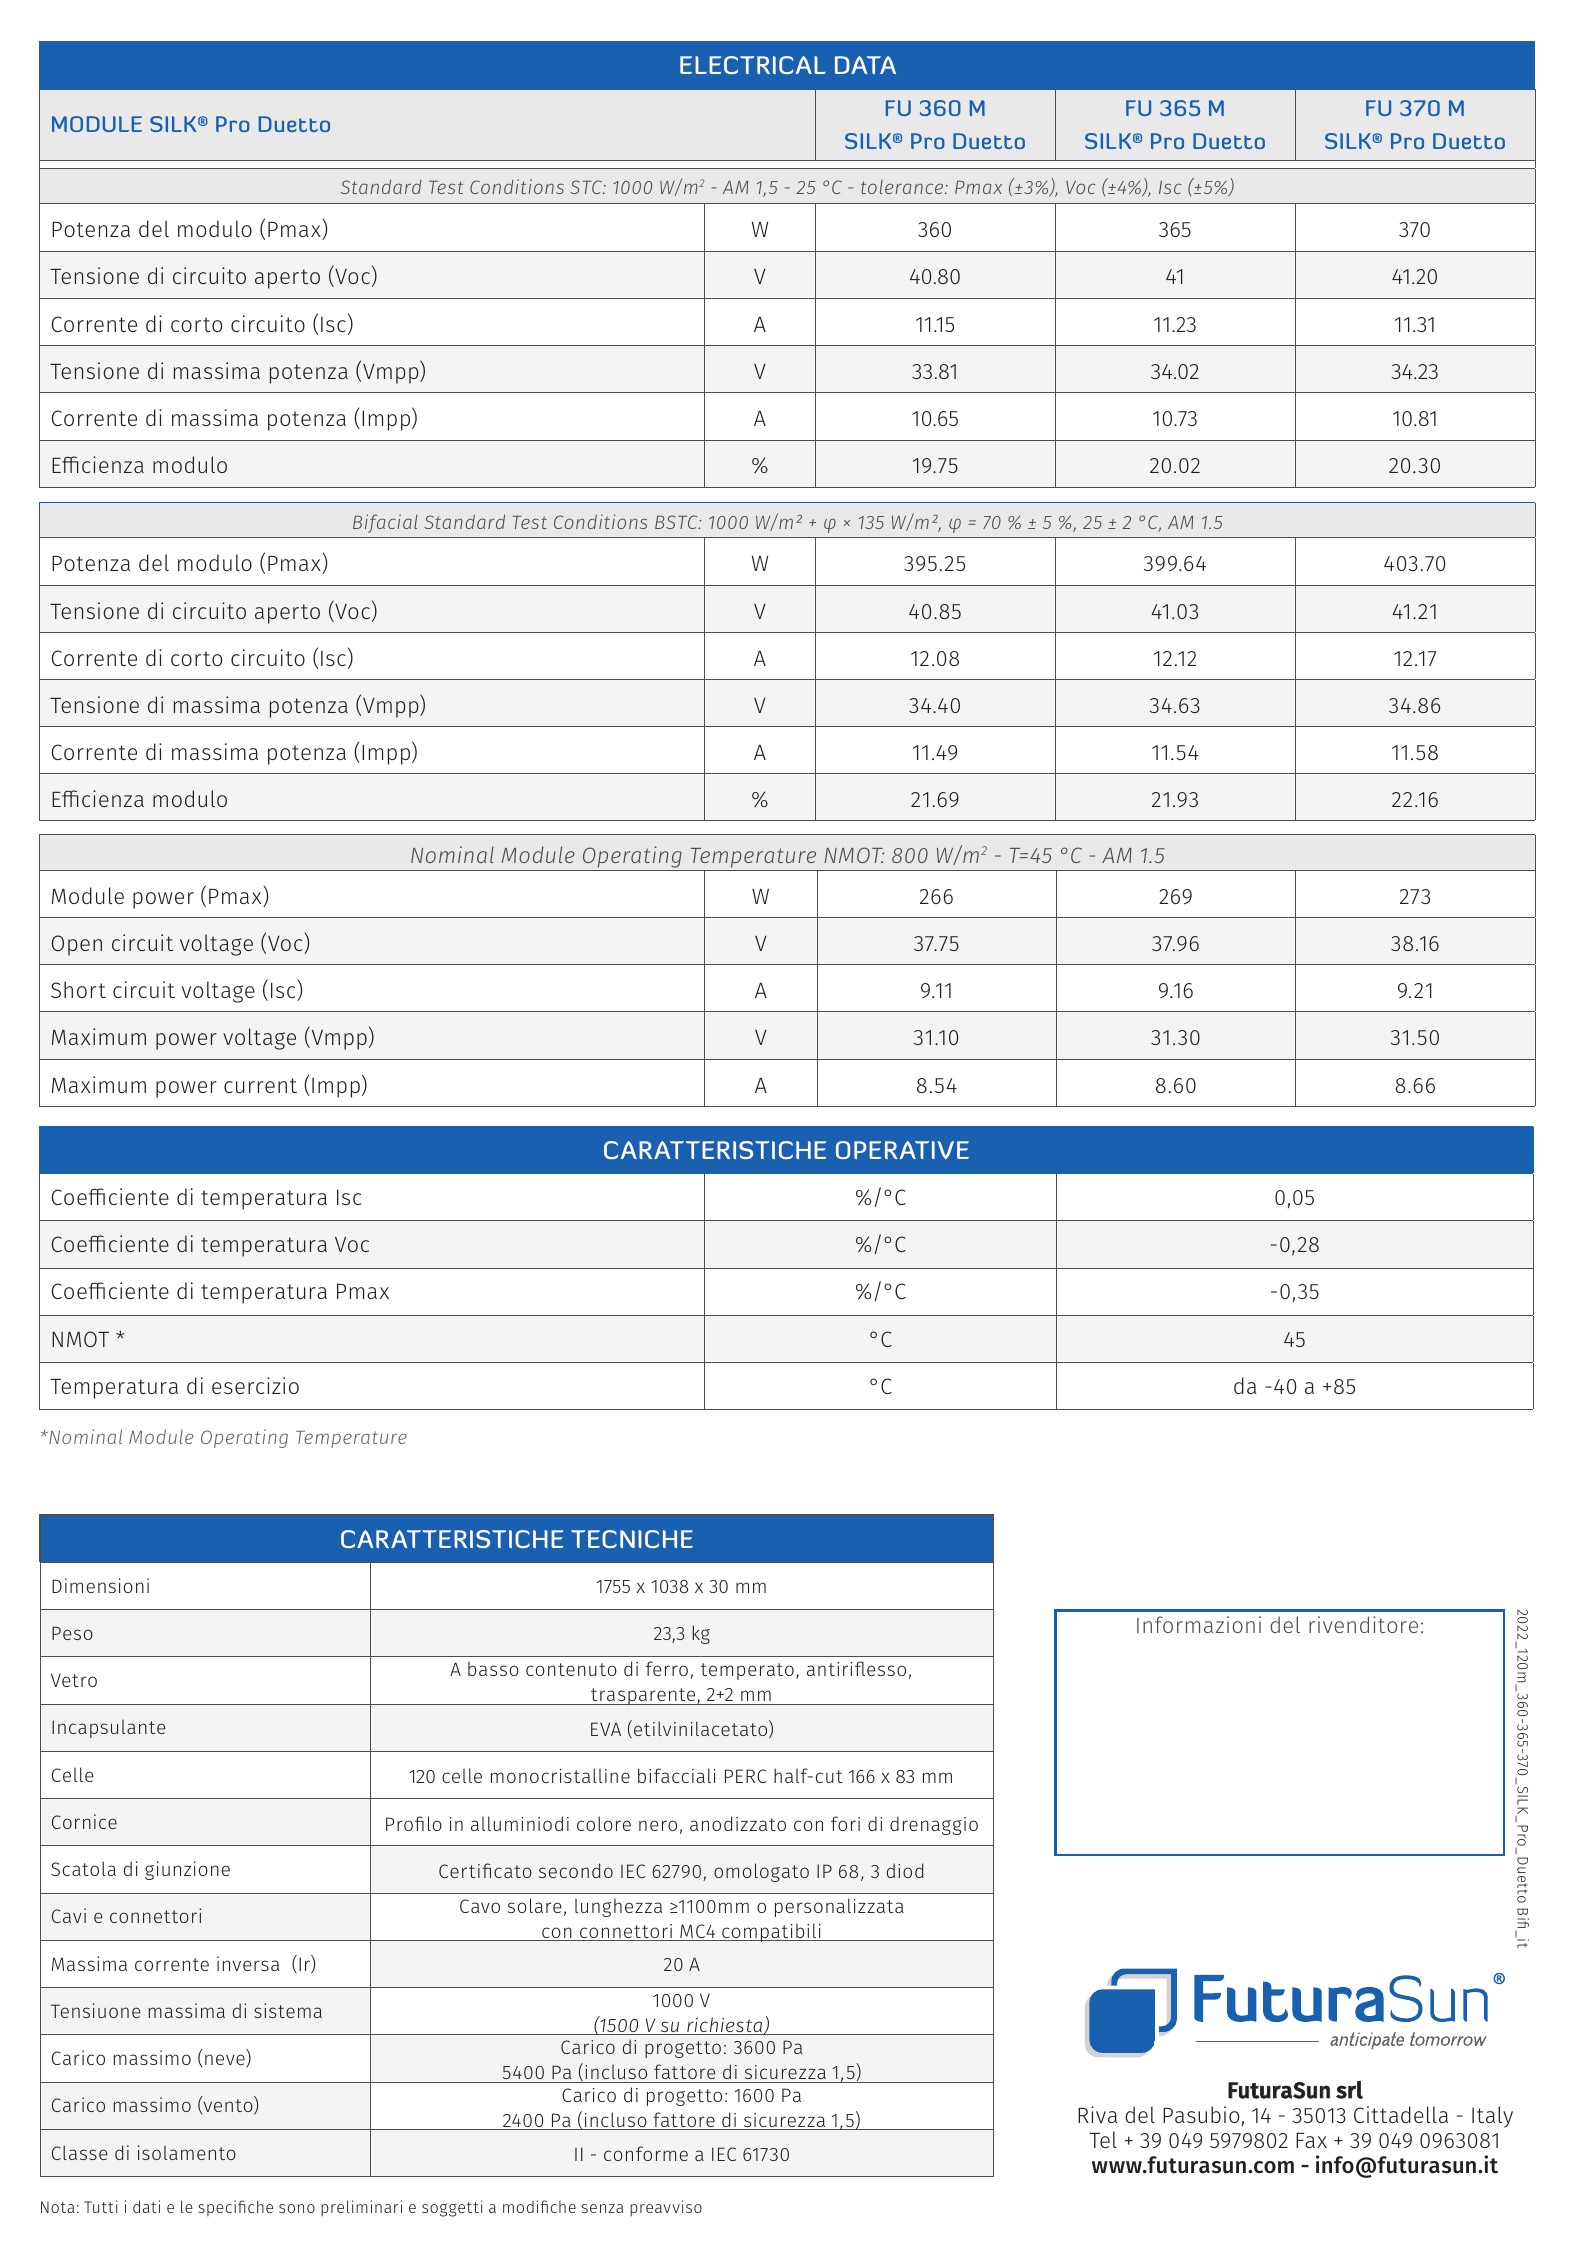 ELECTRICAL DATA
MODULE SILK® Pro Duetto
FU 360 M
SILK® Pro Duetto
FU 365 M
SILK® Pro Duetto
FU 370 M
SILK® Pro Duetto
Standard Test Conditions STC: 1000 W/m² - AM 1,5 - 25 °C - tolerance: Pmax (±3%), Voc (±4%), Isc (±5%)
Potenza del modulo (Pmax) W 360 365 370
Tensione di circuito aperto (Voc) V 40.80 41 41.20
Corrente di corto circuito (Isc) A 11.15 11.23 11.31
Tensione di massima potenza (Vmpp) V 33.81 34.02 34.23
Corrente di massima potenza (Impp) A 10.65 10.73 10.81
Efficienza modulo % 19.75 20.02 20.30
Bifacial Standard Test Conditions BSTC: 1000 W/m² + φ × 135 W/m², φ = 70 % ± 5 %, 25 ± 2 °C, AM 1.5
Potenza del modulo (Pmax) W 395.25 399.64 403.70
Tensione di circuito aperto (Voc) V 40.85 41.03 41.21
Corrente di corto circuito (Isc) A 12.08 12.12 12.17
Tensione di massima potenza (Vmpp) V 34.40 34.63 34.86
Corrente di massima potenza (Impp) A 11.49 11.54 11.58
Efficienza modulo % 21.69 21.93 22.16
Nominal Module Operating Temperature NMOT: 800 W/m² - T=45 °C - AM 1.5
Module power (Pmax) W 266 269 273
Open circuit voltage (Voc) V 37.75 37.96 38.16
Short circuit voltage (Isc) A 9.11 9.16 9.21
Maximum power voltage (Vmpp) V 31.10 31.30 31.50
Maximum power current (Impp) A 8.54 8.60 8.66
CARATTERISTICHE OPERATIVE
Coefficiente di temperatura Isc %/°C 0,05
Coefficiente di temperatura Voc %/°C -0,28
Coefficiente di temperatura Pmax %/°C -0,35
NMOT * °C 45
Temperatura di esercizio °C da -40 a +85
*Nominal Module Operating Temperature
CARATTERISTICHE TECNICHE
Dimensioni 1755 x 1038 x 30 mm
Peso 23,3 kg
Vetro A basso contenuto di ferro, temperato, antiriflesso,
trasparente, 2+2 mm
Incapsulante EVA (etilvinilacetato)
Celle 120 celle monocristalline bifacciali PERC half-cut 166 x 83 mm
Cornice Profilo in alluminiodi colore nero, anodizzato con fori di drenaggio
Scatola di giunzione Certificato secondo IEC 62790, omologato IP 68, 3 diod
Cavi e connettori Cavo solare, lunghezza ≥1100mm o personalizzata
con connettori MC4 compatibili
Massima corrente inversa (Ir) 20 A
Tensiuone massima di sistema 1000 V
(1500 V su richiesta)
Carico massimo (neve) Carico di progetto: 3600 Pa
5400 Pa (incluso fattore di sicurezza 1,5)
Carico massimo (vento) Carico di progetto: 1600 Pa
2400 Pa (incluso fattore di sicurezza 1,5)
Classe di isolamento II - conforme a IEC 61730
Nota: Tutti i dati e le specifiche sono preliminari e soggetti a modifiche senza preavviso
Informazioni del rivenditore:
2022_120m_360-365-370_SILK_Pro_Duetto Bifi_it
FuturaSun®
anticipate tomorrow
FuturaSun srl
Riva del Pasubio, 14 - 35013 Cittadella - Italy
Tel + 39 049 5979802 Fax + 39 049 0963081
www.futurasun.com - info@futurasun.it